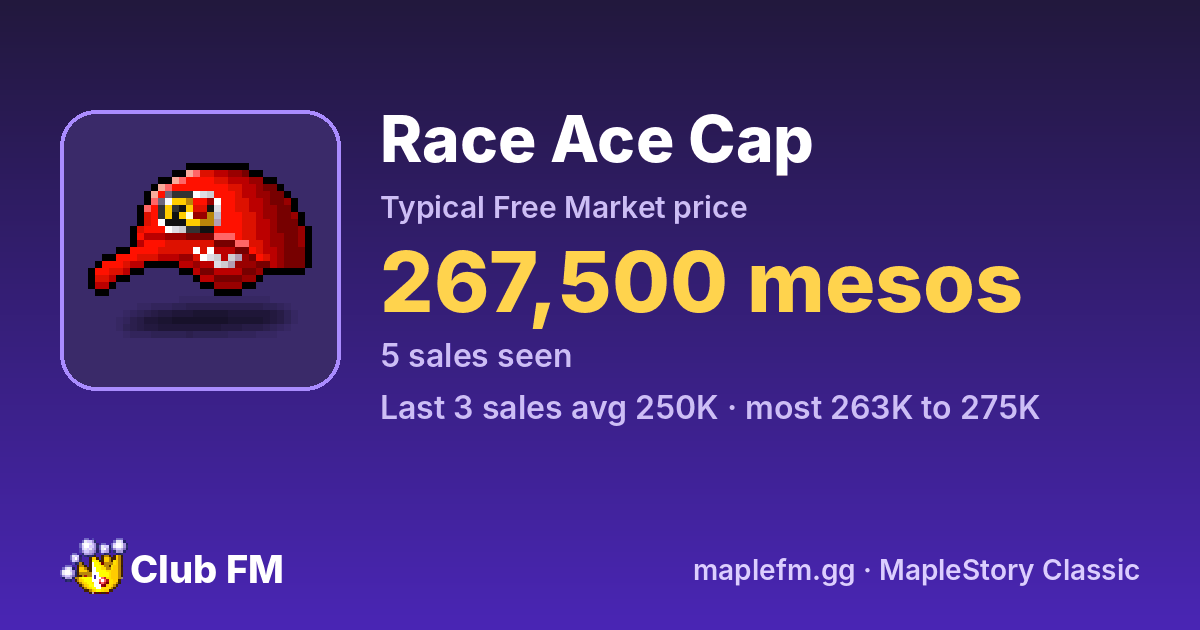 Race Ace Cap
Typical Free Market price
267,500 mesos
5 sales seen
Last 3 sales avg 250K · most 263K to 275K
Club FM
maplefm.gg · MapleStory Classic